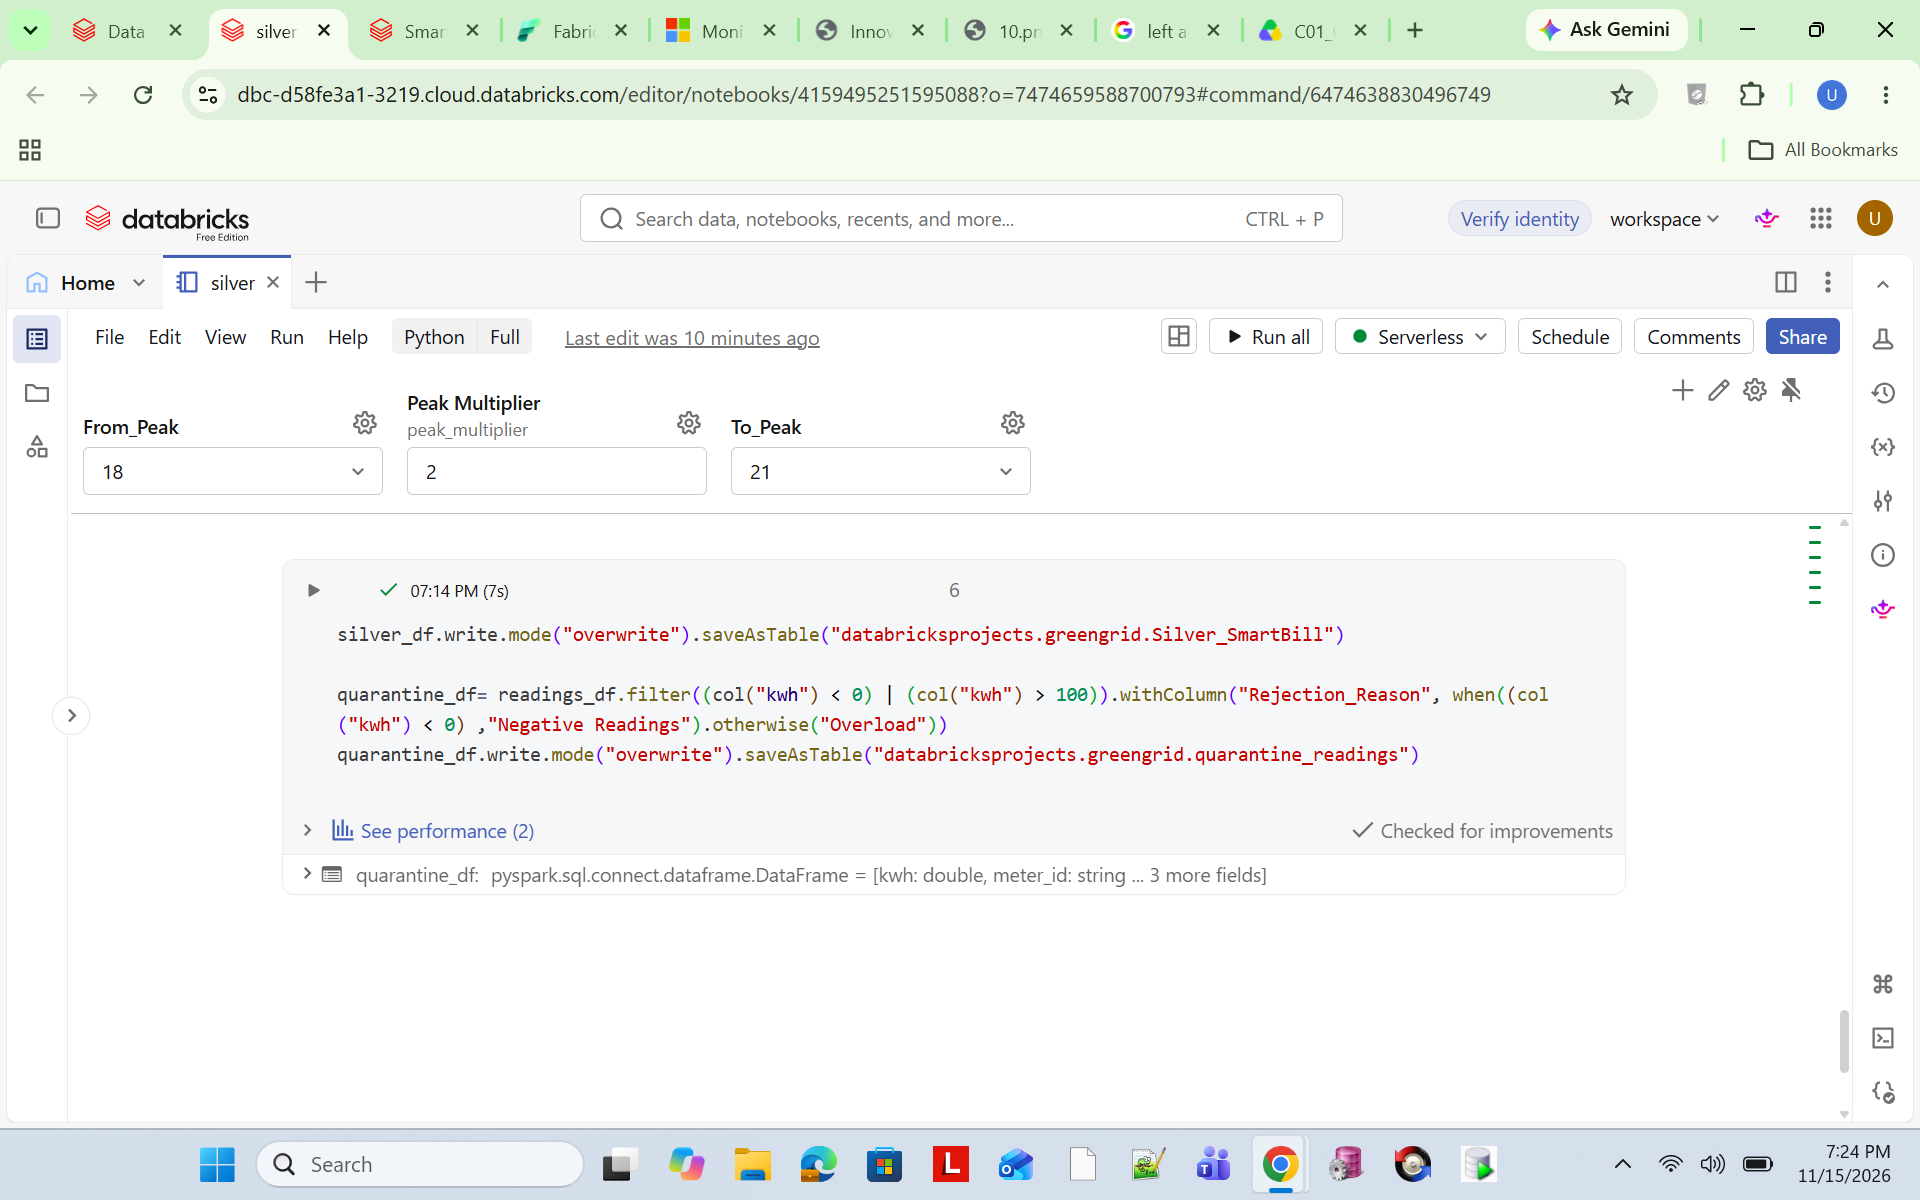 Data
silver
Smar
Fabri
Moni
Innov
10.pn
left a
C01_
Ask Gemini
dbc-d58fe3a1-3219.cloud.databricks.com/editor/notebooks/4159495251595088?o=7474659588700793#command/6474638830496749
U
All Bookmarks
databricks
Free Edition
Search data, notebooks, recents, and more...
CTRL + P
Verify identity
workspace
U
Home
silver
File
Edit
View
Run
Help
Python
Full
Last edit was 10 minutes ago
Run all
Serverless
Schedule
Comments
Share
From_Peak
18
Peak Multiplier
peak_multiplier
2
To_Peak
21
07:14 PM (7s)
6
silver_df.write.mode("overwrite").saveAsTable("databricksprojects.greengrid.Silver_SmartBill")
quarantine_df= readings_df.filter((col("kwh") < 0) | (col("kwh") > 100)).withColumn("Rejection_Reason", when((col
("kwh") < 0) ,"Negative Readings").otherwise("Overload"))
quarantine_df.write.mode("overwrite").saveAsTable("databricksprojects.greengrid.quarantine_readings")
See performance (2)
Checked for improvements
quarantine_df: pyspark.sql.connect.dataframe.DataFrame = [kwh: double, meter_id: string ... 3 more fields]
Search
L
T
7:24 PM
11/15/2026